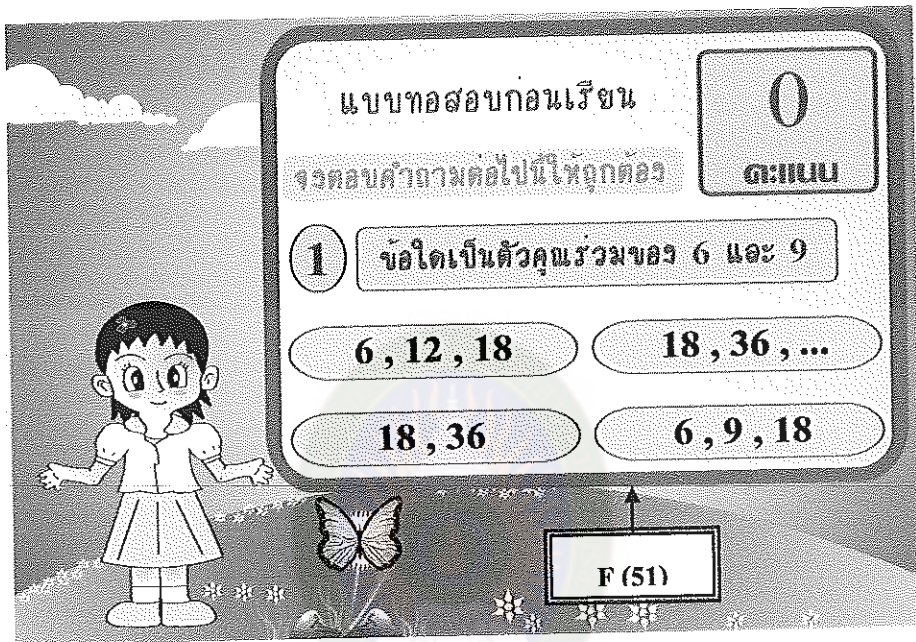 แบบทอสอบก่อนเรียน
0
คะแนน
จงตอบคำถามต่อไปนี้ให้ถูกต้อง
1
ข้อใดเป็นตัวคูณร่วมของ 6 และ 9
6 , 12 , 18
18 , 36 , ...
18 , 36
6 , 9 , 18
F (51)